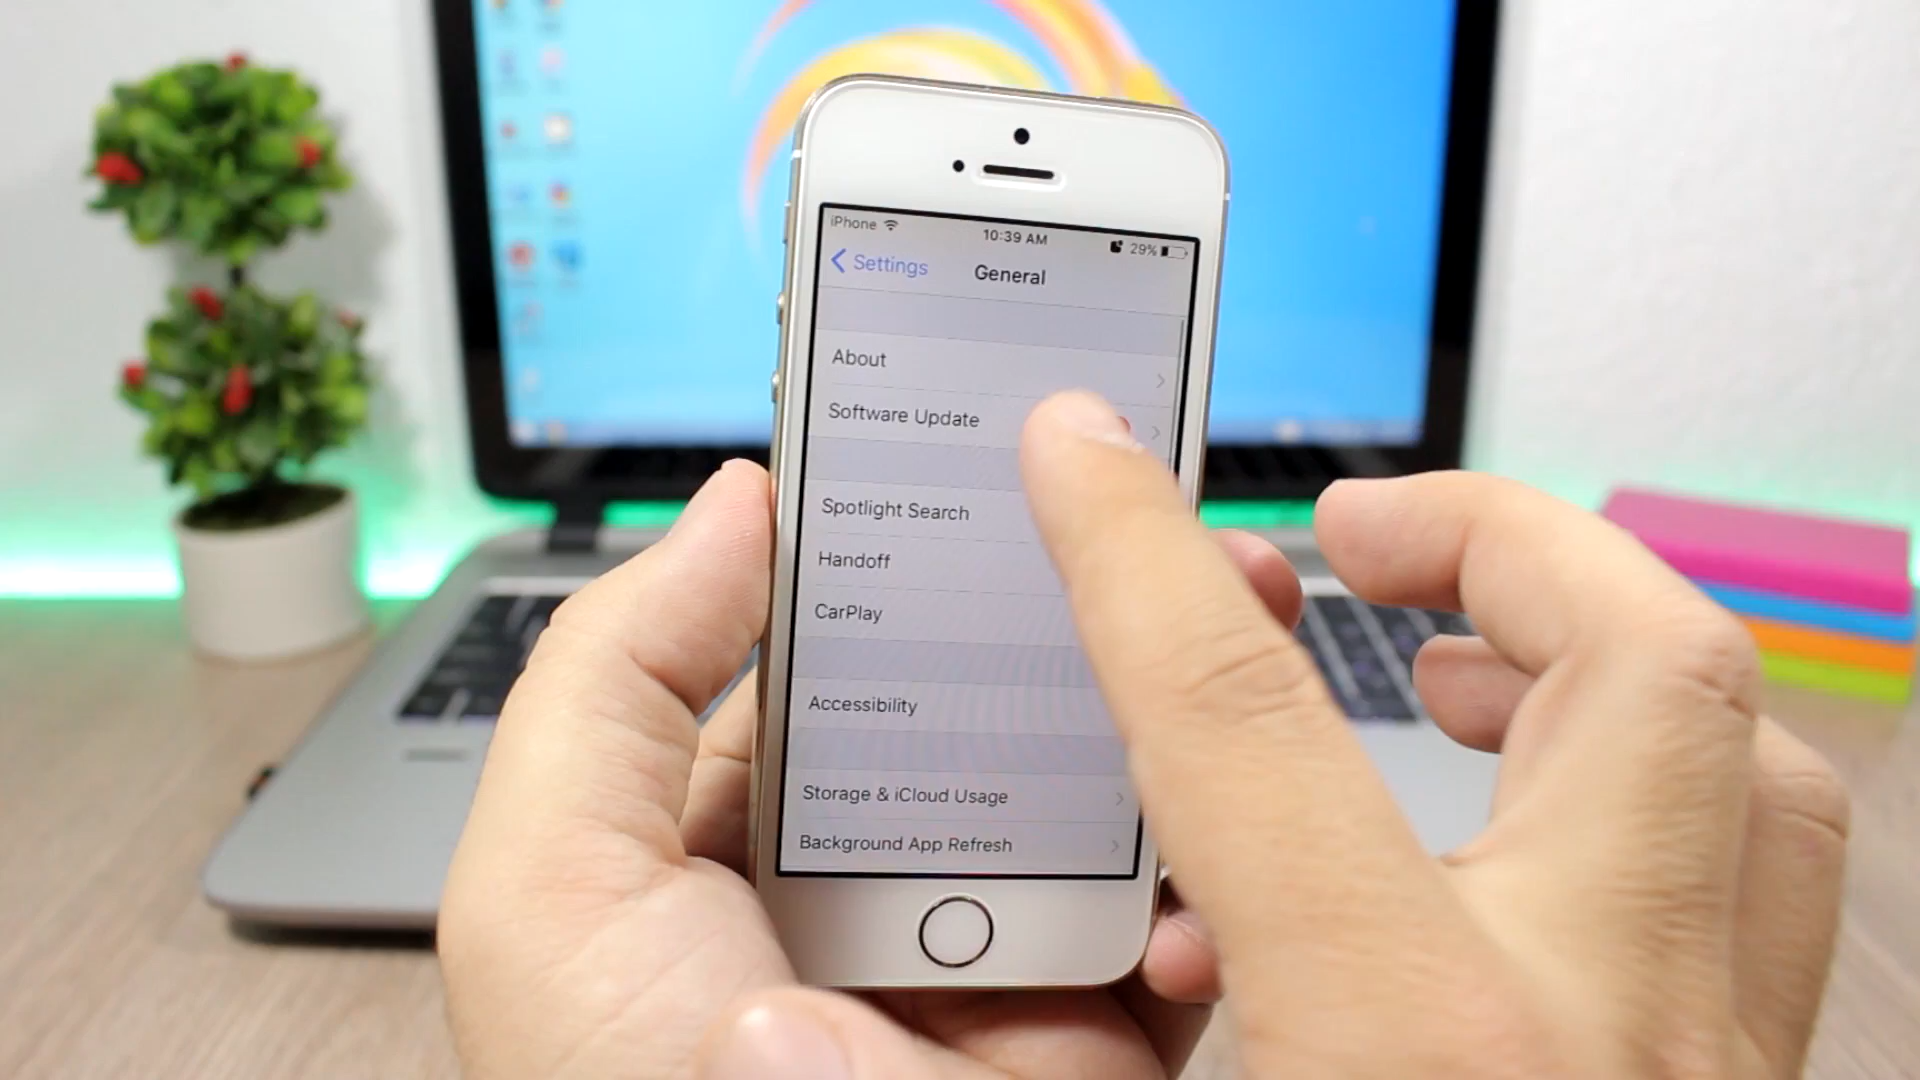 iPhone 10:39 AM 29%
Settings General
About
Software Update
Spotlight Search
Handoff
CarPlay
Accessibility
Storage & iCloud Usage
Background App Refresh